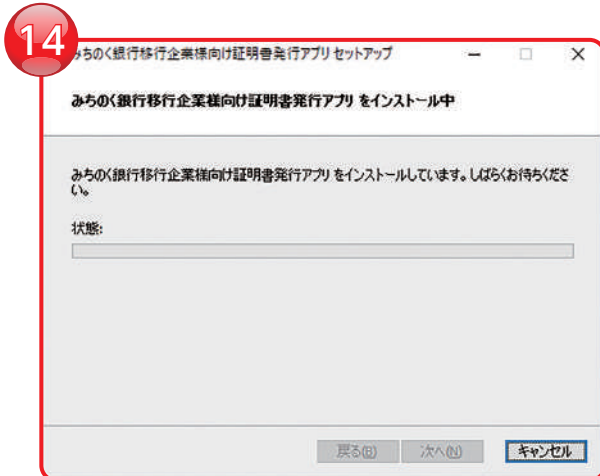 14
みちのく銀行移行企業様向け証明書発行アプリ セットアップ
みちのく銀行移行企業様向け証明書発行アプリ をインストール中
みちのく銀行移行企業様向け証明書発行アプリ をインストールしています。しばらくお待ちくださ
い。
状態:
戻る(B) 次へ(N) キャンセル